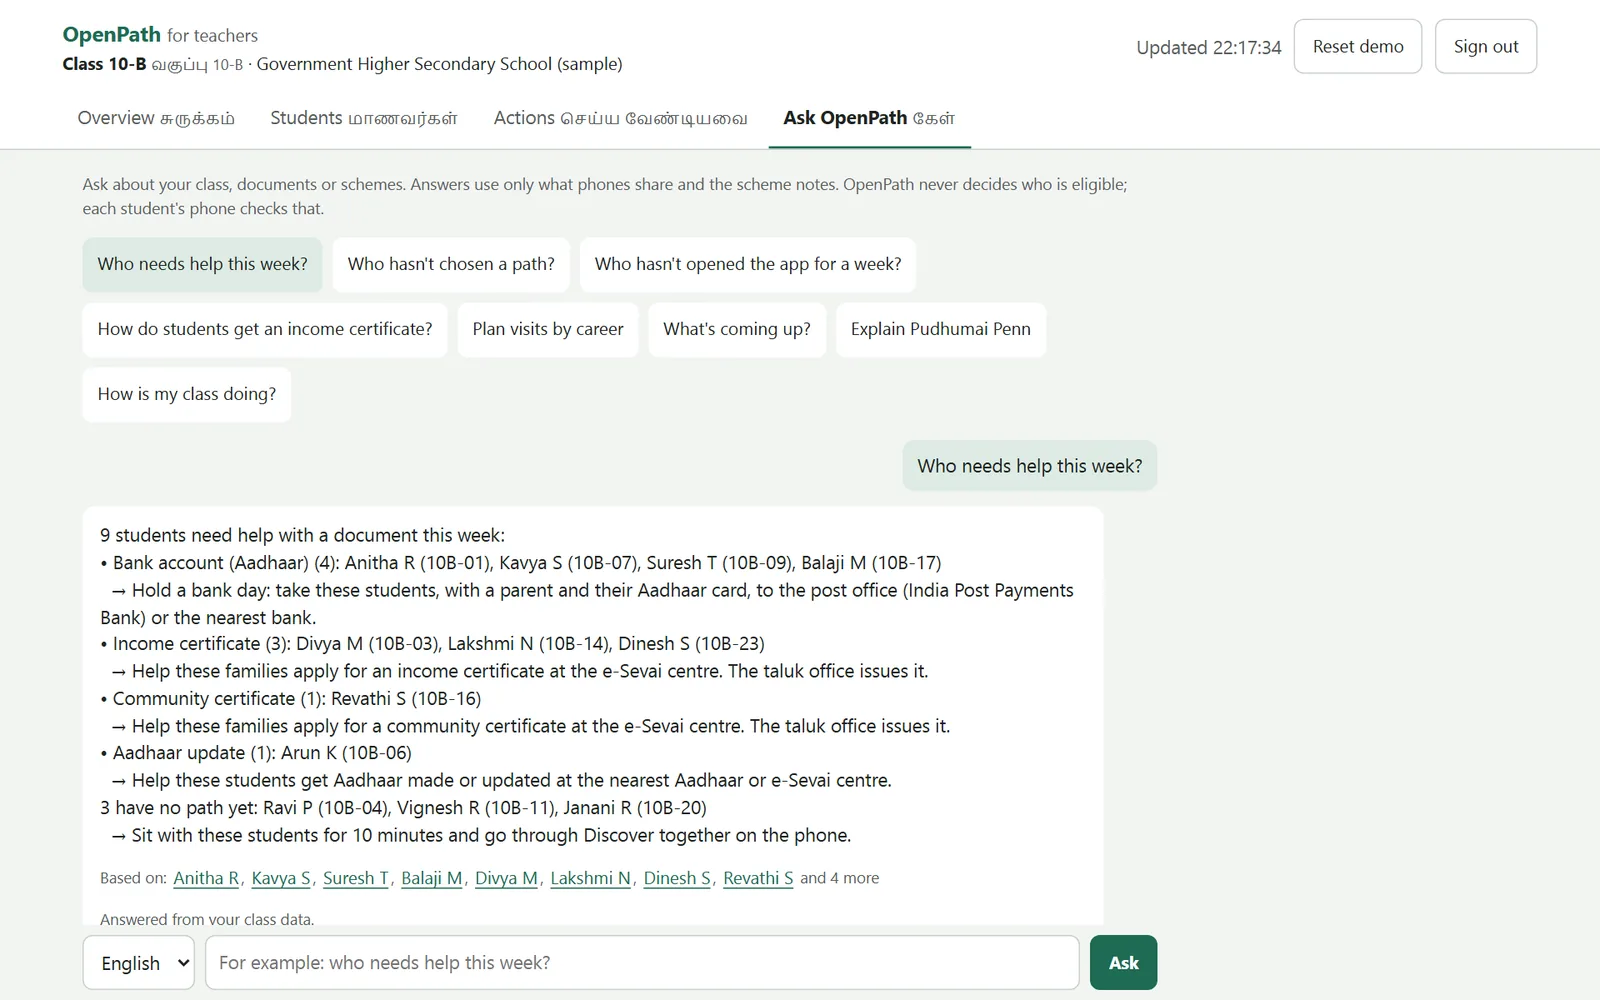 OpenPath for teachers
Class 10-B வகுப்பு 10-B · Government Higher Secondary School (sample)
Updated 22:17:34
Reset demo
Sign out
Overview சுருக்கம்
Students மாணவர்கள்
Actions செய்ய வேண்டியவை
Ask OpenPath கேள்
Ask about your class, documents or schemes. Answers use only what phones share and the scheme notes. OpenPath never decides who is eligible;
each student's phone checks that.
Who needs help this week?
Who hasn't chosen a path?
Who hasn't opened the app for a week?
How do students get an income certificate?
Plan visits by career
What's coming up?
Explain Pudhumai Penn
How is my class doing?
Who needs help this week?
9 students need help with a document this week:
• Bank account (Aadhaar) (4): Anitha R (10B-01), Kavya S (10B-07), Suresh T (10B-09), Balaji M (10B-17)
→ Hold a bank day: take these students, with a parent and their Aadhaar card, to the post office (India Post Payments
Bank) or the nearest bank.
• Income certificate (3): Divya M (10B-03), Lakshmi N (10B-14), Dinesh S (10B-23)
→ Help these families apply for an income certificate at the e-Sevai centre. The taluk office issues it.
• Community certificate (1): Revathi S (10B-16)
→ Help these families apply for a community certificate at the e-Sevai centre. The taluk office issues it.
• Aadhaar update (1): Arun K (10B-06)
→ Help these students get Aadhaar made or updated at the nearest Aadhaar or e-Sevai centre.
3 have no path yet: Ravi P (10B-04), Vignesh R (10B-11), Janani R (10B-20)
→ Sit with these students for 10 minutes and go through Discover together on the phone.
Based on: Anitha R, Kavya S, Suresh T, Balaji M, Divya M, Lakshmi N, Dinesh S, Revathi S and 4 more
Answered from your class data.
English
For example: who needs help this week?
Ask